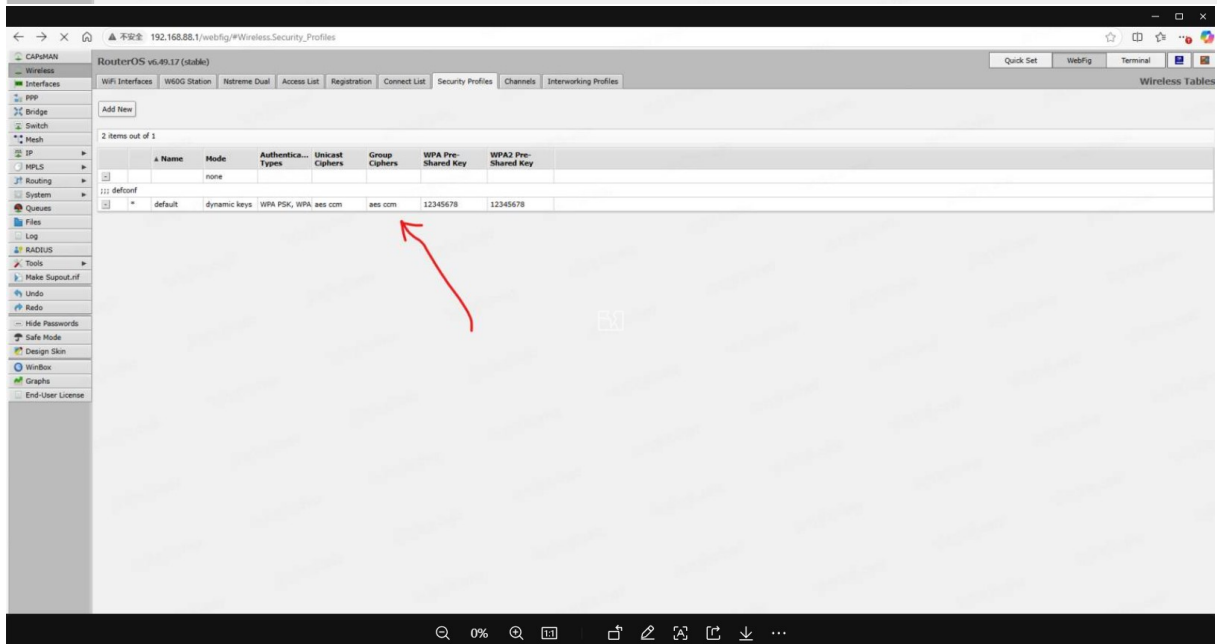 不安全 192.168.88.1/webfig/#Wireless.Security_Profiles
CAPsMAN
Wireless
Interfaces
PPP
Bridge
Switch
Mesh
IP
MPLS
Routing
System
Queues
Files
Log
RADIUS
Tools
Make Supout.rif
Undo
Redo
Hide Passwords
Safe Mode
Design Skin
WinBox
Graphs
End-User License
RouterOS v6.49.17 (stable)
Quick Set WebFig Terminal
WiFi Interfaces W60G Station Nstreme Dual Access List Registration Connect List Security Profiles Channels Interworking Profiles
Wireless Tables
Add New
2 items out of 1
▲ Name Mode Authentica... Types Unicast Ciphers Group Ciphers WPA Pre-Shared Key WPA2 Pre-Shared Key
- none
;;; defconf
- * default dynamic keys WPA PSK, WPA aes ccm aes ccm 12345678 12345678
0% 1:1